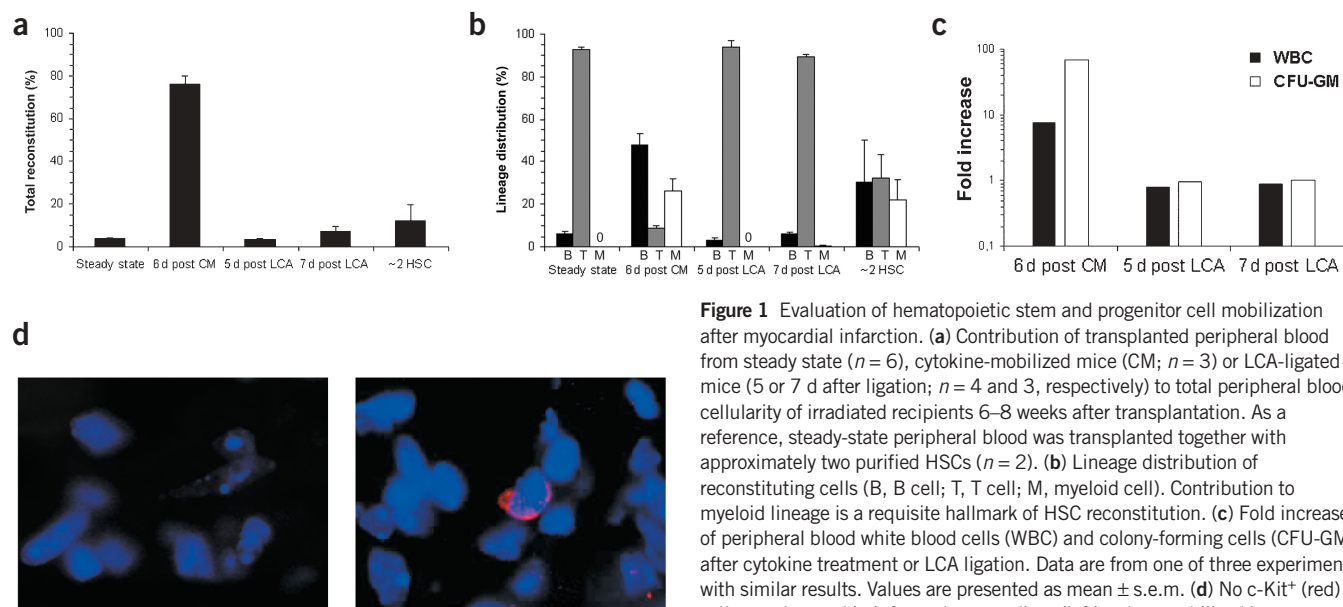 a
100
80
60
40
20
0
Total reconstitution (%)
Steady state 6 d post CM 5 d post LCA 7 d post LCA ~2 HSC
b
100
80
60
40
20
0
Lineage distribution (%)
0 0
B T M B T M B T M B T M B T M
Steady state 6 d post CM 5 d post LCA 7 d post LCA ~2 HSC
c
100
10
1
0,1
Fold increase
WBC
CFU-GM
6 d post CM 5 d post LCA 7 d post LCA
d
Figure 1 Evaluation of hematopoietic stem and progenitor cell mobilization
after myocardial infarction. (a) Contribution of transplanted peripheral blood
from steady state (n = 6), cytokine-mobilized mice (CM; n = 3) or LCA-ligated
mice (5 or 7 d after ligation; n = 4 and 3, respectively) to total peripheral blood
cellularity of irradiated recipients 6–8 weeks after transplantation. As a
reference, steady-state peripheral blood was transplanted together with
approximately two purified HSCs (n = 2). (b) Lineage distribution of
reconstituting cells (B, B cell; T, T cell; M, myeloid cell). Contribution to
myeloid lineage is a requisite hallmark of HSC reconstitution. (c) Fold increase
of peripheral blood white blood cells (WBC) and colony-forming cells (CFU-GM)
after cytokine treatment or LCA ligation. Data are from one of three experiments
with similar results. Values are presented as mean ± s.e.m. (d) No c-Kit+ (red)